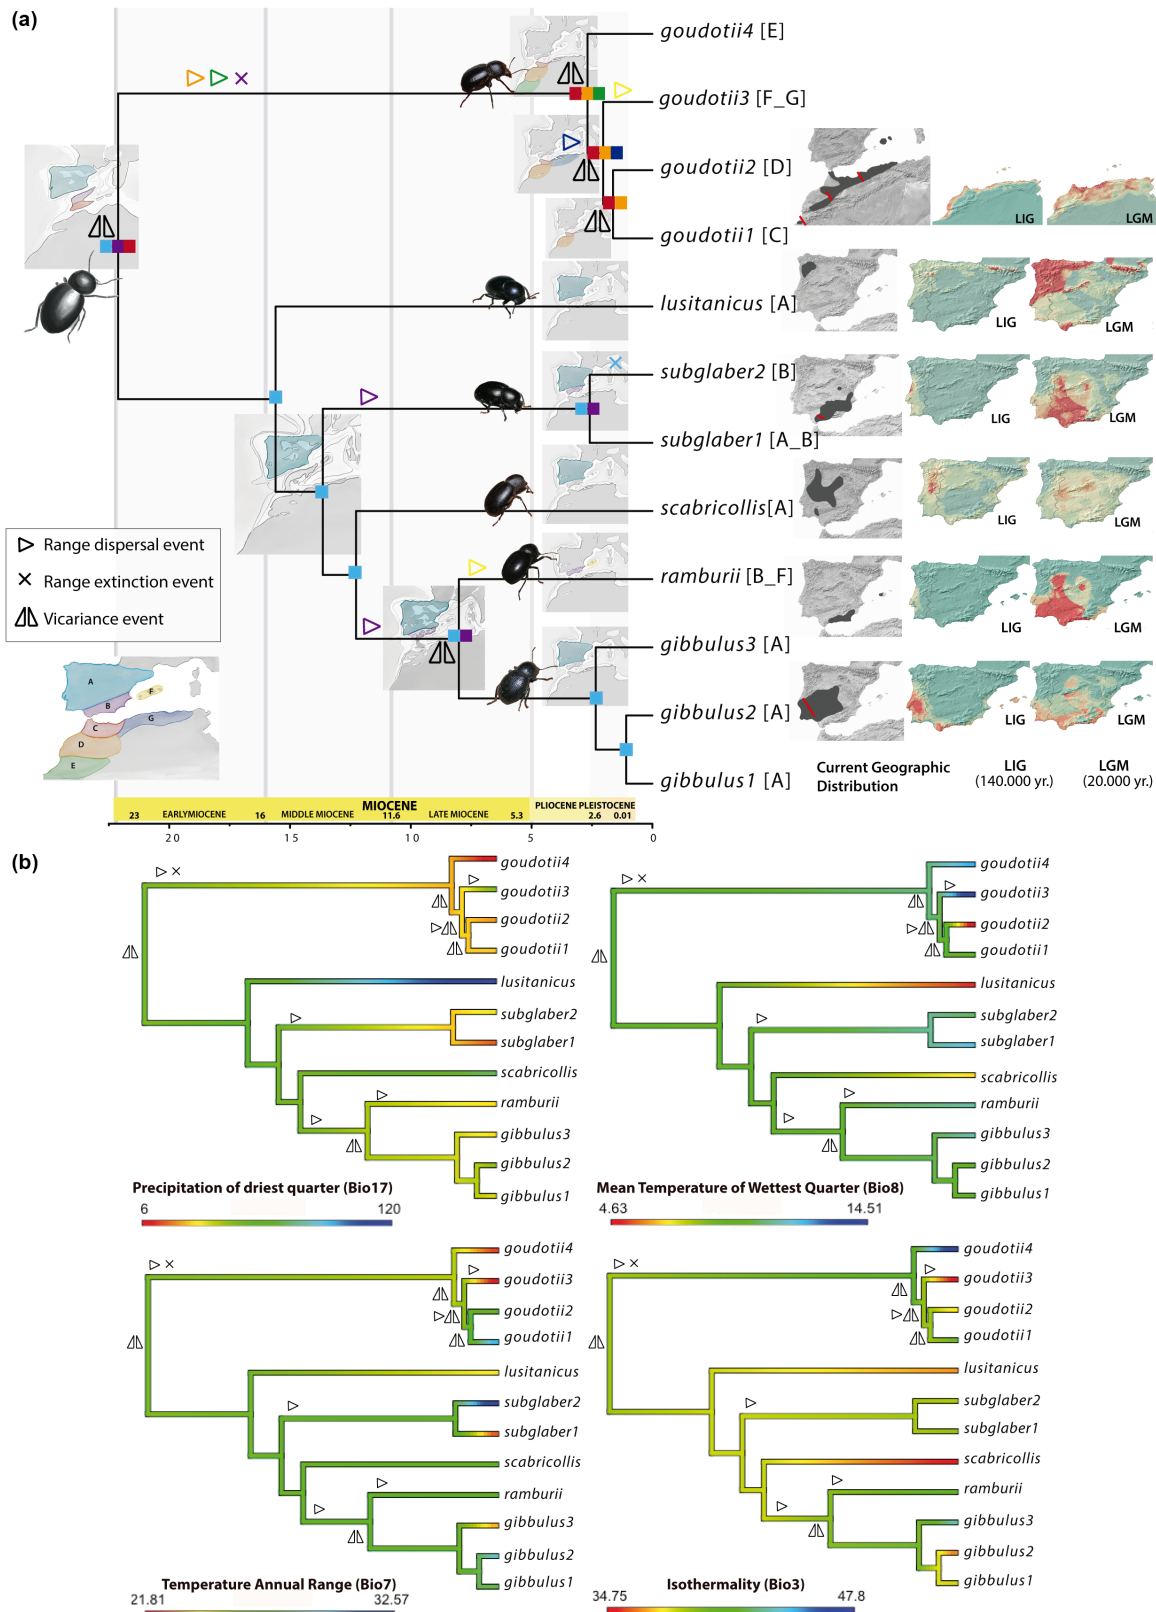 (a)
goudotii4 [E]
goudotii3 [F_G]
goudotii2 [D]
goudotii1 [C]
LIG
LGM
lusitanicus [A]
LIG
LGM
subglaber2 [B]
subglaber1 [A_B]
LIG
LGM
scabricollis[A]
LIG
LGM
ramburii [B_F]
LIG
LGM
gibbulus3 [A]
gibbulus2 [A]
LIG
LGM
gibbulus1 [A]
Range dispersal event
Range extinction event
Vicariance event
A
B
F
C
G
D
E
Current Geographic
Distribution
LIG
(140.000 yr.)
LGM
(20.000 yr.)
MIOCENE
PLIOCENE PLEISTOCENE
23 EARLYMIOCENE 16 MIDDLE MIOCENE 11.6 LATE MIOCENE 5.3 2.6 0.01
20 15 10 5 0
(b)
goudotii4
goudotii3
goudotii2
goudotii1
lusitanicus
subglaber2
subglaber1
scabricollis
ramburii
gibbulus3
gibbulus2
gibbulus1
Precipitation of driest quarter (Bio17)
6 120
goudotii4
goudotii3
goudotii2
goudotii1
lusitanicus
subglaber2
subglaber1
scabricollis
ramburii
gibbulus3
gibbulus2
gibbulus1
Mean Temperature of Wettest Quarter (Bio8)
4.63 14.51
goudotii4
goudotii3
goudotii2
goudotii1
lusitanicus
subglaber2
subglaber1
scabricollis
ramburii
gibbulus3
gibbulus2
gibbulus1
Temperature Annual Range (Bio7)
21.81 32.57
goudotii4
goudotii3
goudotii2
goudotii1
lusitanicus
subglaber2
subglaber1
scabricollis
ramburii
gibbulus3
gibbulus2
gibbulus1
Isothermality (Bio3)
34.75 47.8